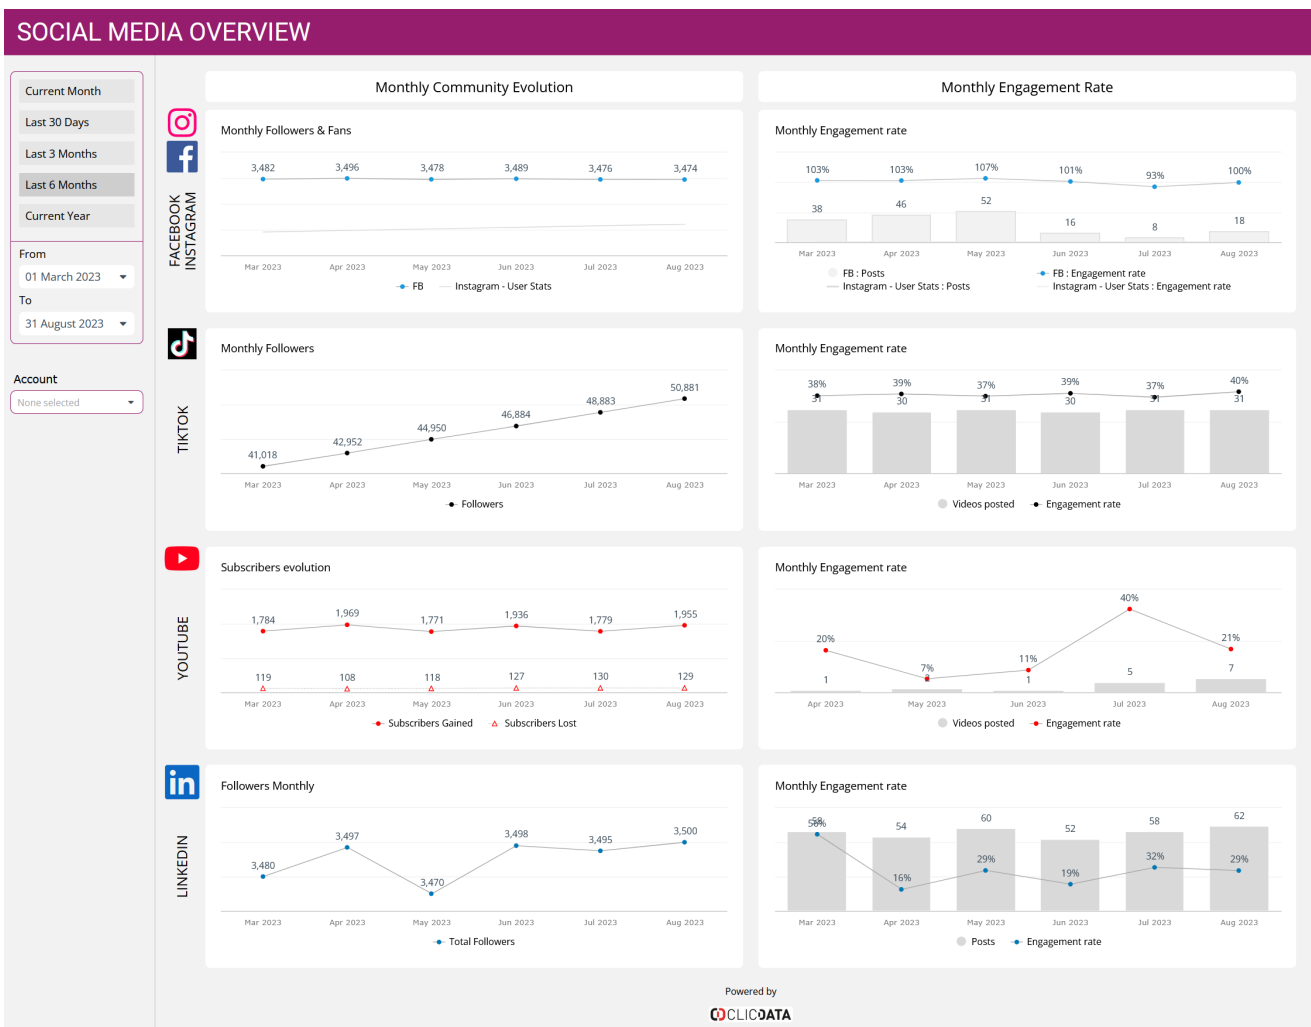 SOCIAL MEDIA OVERVIEW
Current Month
Last 30 Days
Last 3 Months
Last 6 Months
Current Year
From
01 March 2023
To
31 August 2023
Account
None selected
Monthly Community Evolution
Monthly Engagement Rate
FACEBOOK
INSTAGRAM
Monthly Followers & Fans
3,482 3,496 3,478 3,489 3,476 3,474
Mar 2023 Apr 2023 May 2023 Jun 2023 Jul 2023 Aug 2023
FB Instagram - User Stats
Monthly Engagement rate
103% 103% 107% 101% 93% 100%
38 46 52 16 8 18
Mar 2023 Apr 2023 May 2023 Jun 2023 Jul 2023 Aug 2023
FB : Posts FB : Engagement rate
Instagram - User Stats : Posts Instagram - User Stats : Engagement rate
TIKTOK
Monthly Followers
41,018 42,952 44,950 46,884 48,883 50,881
Mar 2023 Apr 2023 May 2023 Jun 2023 Jul 2023 Aug 2023
Followers
Monthly Engagement rate
38% 39% 37% 39% 37% 40%
31 30 31 30 31 31
Mar 2023 Apr 2023 May 2023 Jun 2023 Jul 2023 Aug 2023
Videos posted Engagement rate
YOUTUBE
Subscribers evolution
1,784 1,969 1,771 1,936 1,779 1,955
119 108 118 127 130 129
Mar 2023 Apr 2023 May 2023 Jun 2023 Jul 2023 Aug 2023
Subscribers Gained Subscribers Lost
Monthly Engagement rate
20% 7% 11% 40% 21%
1 1 5 7
Apr 2023 May 2023 Jun 2023 Jul 2023 Aug 2023
Videos posted Engagement rate
in
LINKEDIN
Followers Monthly
3,480 3,497 3,470 3,498 3,495 3,500
Mar 2023 Apr 2023 May 2023 Jun 2023 Jul 2023 Aug 2023
Total Followers
Monthly Engagement rate
58 54 60 52 58 62
56% 16% 29% 19% 32% 29%
Mar 2023 Apr 2023 May 2023 Jun 2023 Jul 2023 Aug 2023
Posts Engagement rate
Powered by
CLICDATA